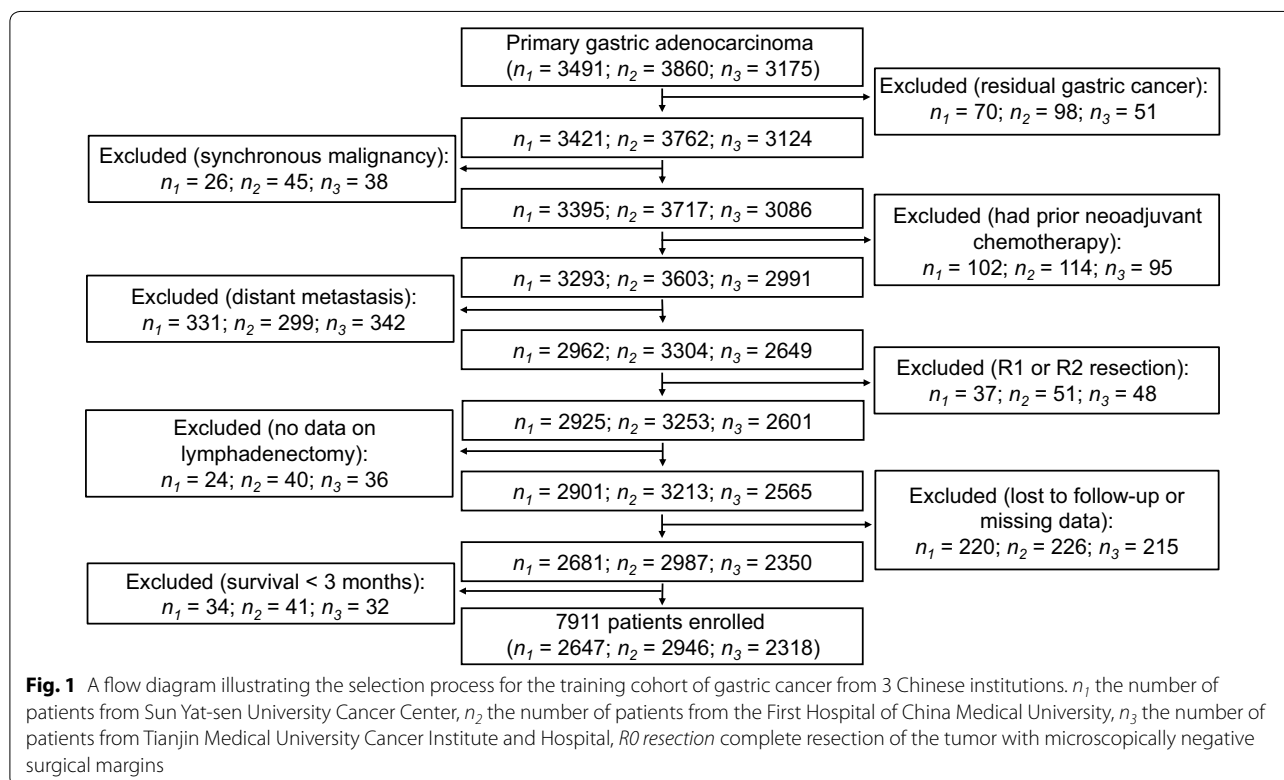 Primary gastric adenocarcinoma
(n1 = 3491; n2 = 3860; n3 = 3175)
Excluded (residual gastric cancer):
n1 = 70; n2 = 98; n3 = 51
n1 = 3421; n2 = 3762; n3 = 3124
Excluded (synchronous malignancy):
n1 = 26; n2 = 45; n3 = 38
n1 = 3395; n2 = 3717; n3 = 3086
Excluded (had prior neoadjuvant
chemotherapy):
n1 = 102; n2 = 114; n3 = 95
n1 = 3293; n2 = 3603; n3 = 2991
Excluded (distant metastasis):
n1 = 331; n2 = 299; n3 = 342
n1 = 2962; n2 = 3304; n3 = 2649
Excluded (R1 or R2 resection):
n1 = 37; n2 = 51; n3 = 48
n1 = 2925; n2 = 3253; n3 = 2601
Excluded (no data on
lymphadenectomy):
n1 = 24; n2 = 40; n3 = 36
n1 = 2901; n2 = 3213; n3 = 2565
Excluded (lost to follow-up or
missing data):
n1 = 220; n2 = 226; n3 = 215
n1 = 2681; n2 = 2987; n3 = 2350
Excluded (survival < 3 months):
n1 = 34; n2 = 41; n3 = 32
7911 patients enrolled
(n1 = 2647; n2 = 2946; n3 = 2318)
Fig. 1 A flow diagram illustrating the selection process for the training cohort of gastric cancer from 3 Chinese institutions. n1 the number of
patients from Sun Yat-sen University Cancer Center, n2 the number of patients from the First Hospital of China Medical University, n3 the number of
patients from Tianjin Medical University Cancer Institute and Hospital, R0 resection complete resection of the tumor with microscopically negative
surgical margins